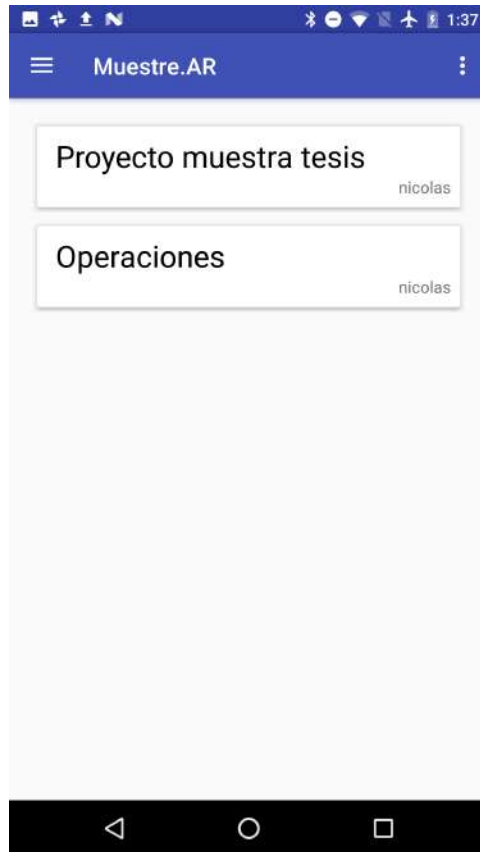 1:37
Muestre.AR
Proyecto muestra tesis
nicolas
Operaciones
nicolas